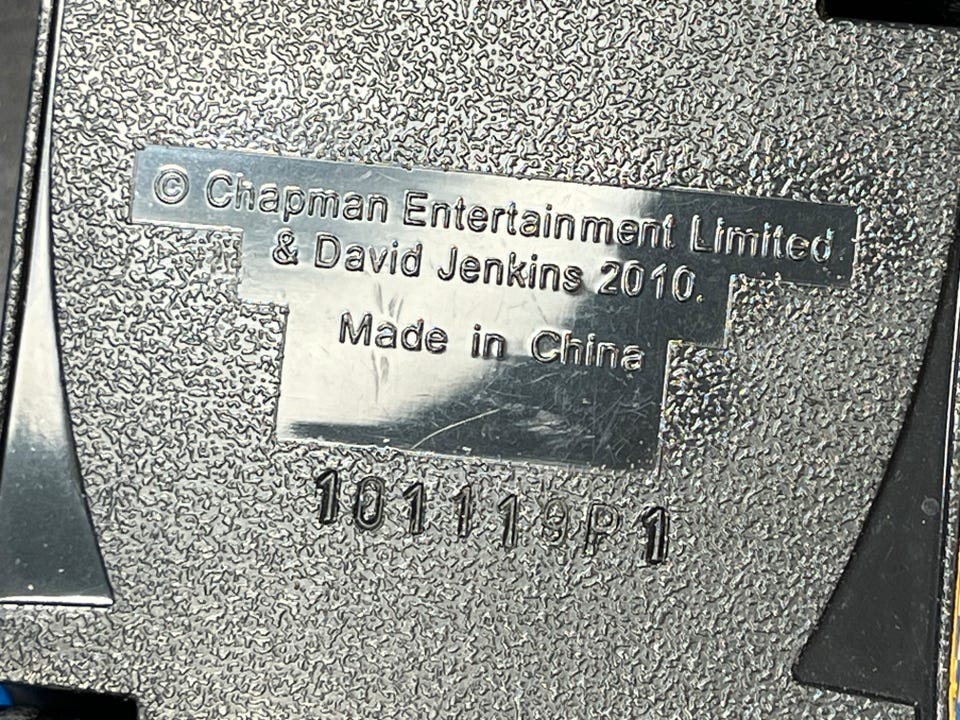 © Chapman Entertainment Limited
& David Jenkins 2010.
Made in China
101119P1